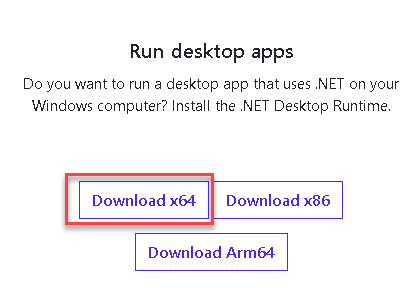 Run desktop apps
Do you want to run a desktop app that uses .NET on your
Windows computer? Install the .NET Desktop Runtime.
Download x64 Download x86
Download Arm64